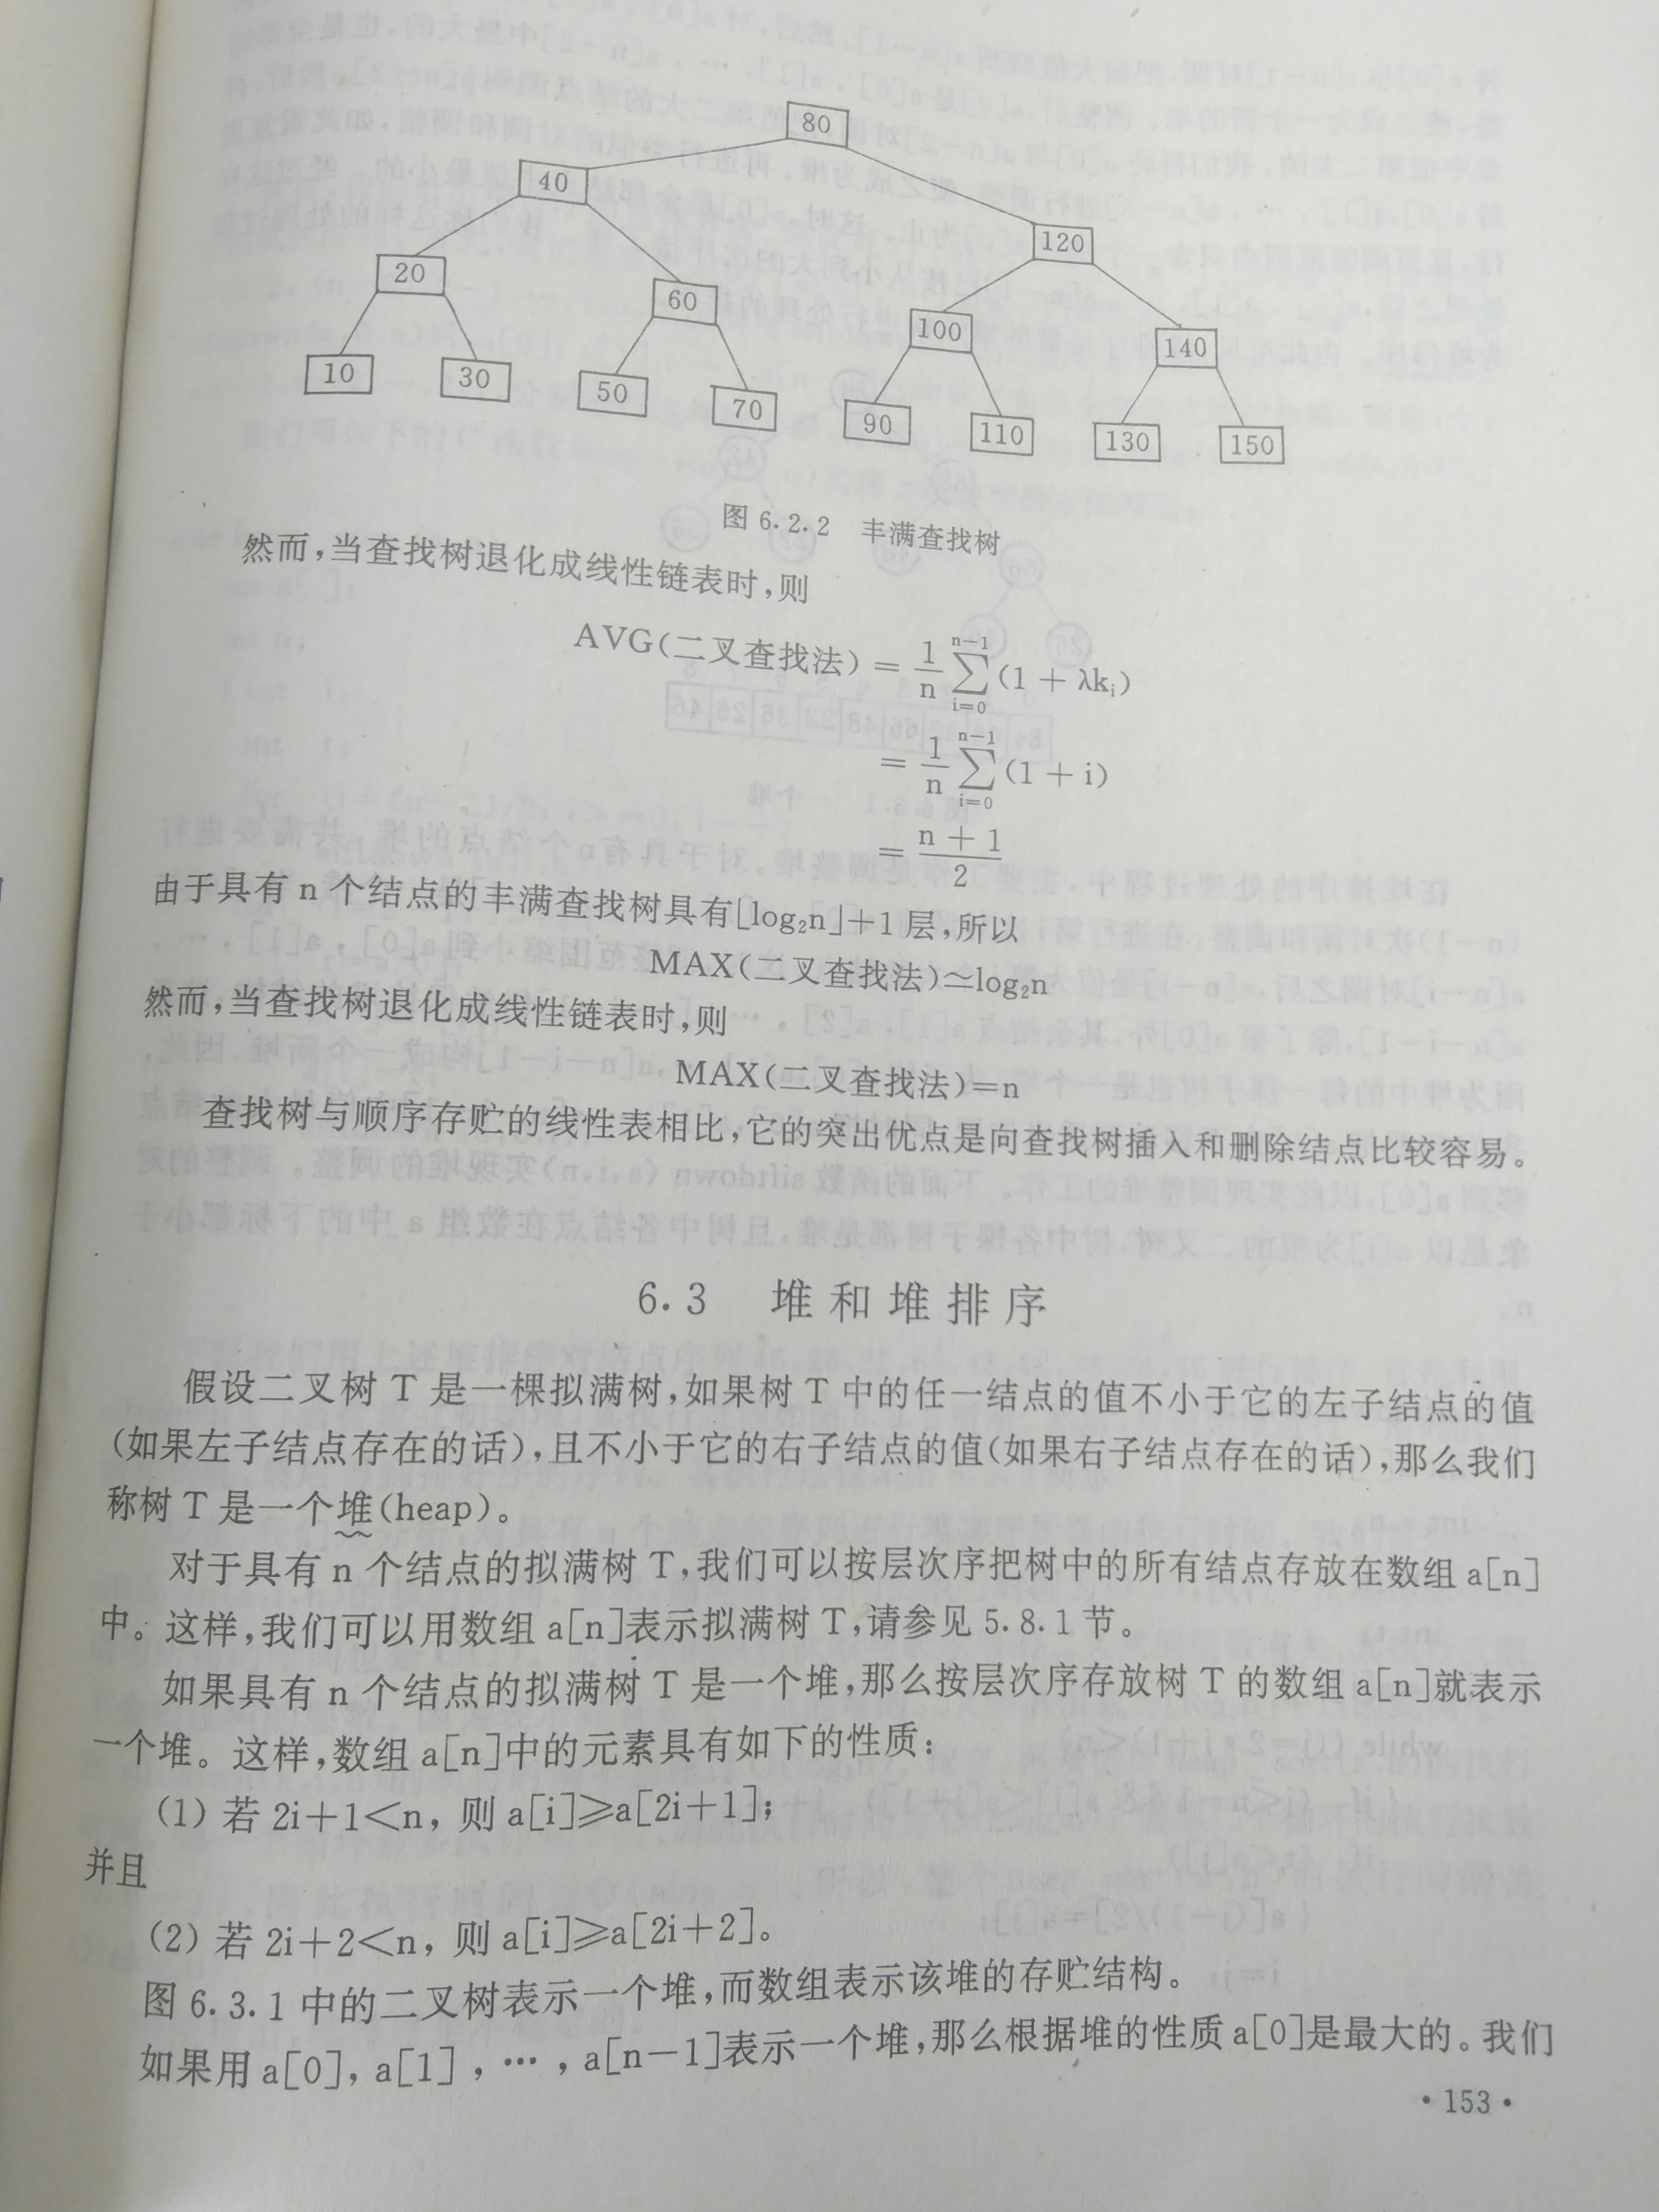 80
40
120
20
60
100
140
10
30
50
70
90
110
130
150
图 6.2.2 丰满查找树
然而,当查找树退化成线性链表时,则
AVG(二叉查找法) = 1/n ∑_{i=0}^{n-1} (1 + λk_i)
= 1/n ∑_{i=0}^{n-1} (1 + i)
= (n + 1)/2
由于具有 n 个结点的丰满查找树具有⌊log₂n⌋+1 层,所以
MAX(二叉查找法)≃log₂n
然而,当查找树退化成线性链表时,则
MAX(二叉查找法)=n
查找树与顺序存贮的线性表相比,它的突出优点是向查找树插入和删除结点比较容易。
6.3 堆和堆排序
假设二叉树 T 是一棵拟满树,如果树 T 中的任一结点的值不小于它的左子结点的值
(如果左子结点存在的话),且不小于它的右子结点的值(如果右子结点存在的话),那么我们
称树 T 是一个堆(heap)。
对于具有 n 个结点的拟满树 T,我们可以按层次序把树中的所有结点存放在数组 a[n]
中。这样,我们可以用数组 a[n]表示拟满树 T,请参见 5.8.1 节。
如果具有 n 个结点的拟满树 T 是一个堆,那么按层次序存放树 T 的数组 a[n]就表示
一个堆。这样,数组 a[n]中的元素具有如下的性质:
(1) 若 2i+1<n, 则 a[i]≥a[2i+1];
并且
(2) 若 2i+2<n, 则 a[i]≥a[2i+2]。
图 6.3.1 中的二叉树表示一个堆,而数组表示该堆的存贮结构。
如果用 a[0], a[1] , … , a[n-1]表示一个堆,那么根据堆的性质 a[0]是最大的。我们
• 153 •